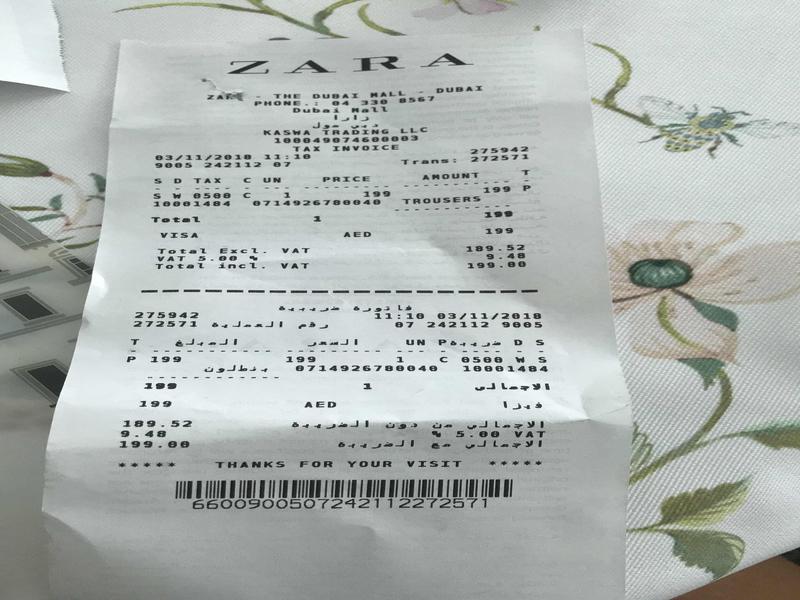 ZARA
ZARA - THE DUBAI MALL - DUBAI
PHONE.: 04 330 8567
Dubai Mall
زارا
دبي مول
KASWA TRADING LLC
100049074600003
TAX INVOICE 275942
03/11/2018 11:10 Trans: 272571
9005 242112 07
S D TAX C UN PRICE AMOUNT T
S W 0500 C 1 199 199 P
10001484 0714926780040 TROUSERS
Total 1 199
VISA AED 199
Total Excl. VAT 189.52
VAT 5.00 % 9.48
Total incl. VAT 199.00
فاتورة ضريبية
275942 11:10 03/11/2018
272571 رقم العملية 07 242112 9005
T المبلغ السعر UN ضريبةP D S
P 199 199 1 C 0500 W S
بنطلون 0714926780040 10001484
199 1 الاجمالي
199 AED فيزا
189.52 الاجمالي من دون الضريبة
9.48 % 5.00 VAT
199.00 الاجمالي مع الضريبة
***** THANKS FOR YOUR VISIT *****
6600900507242112272571